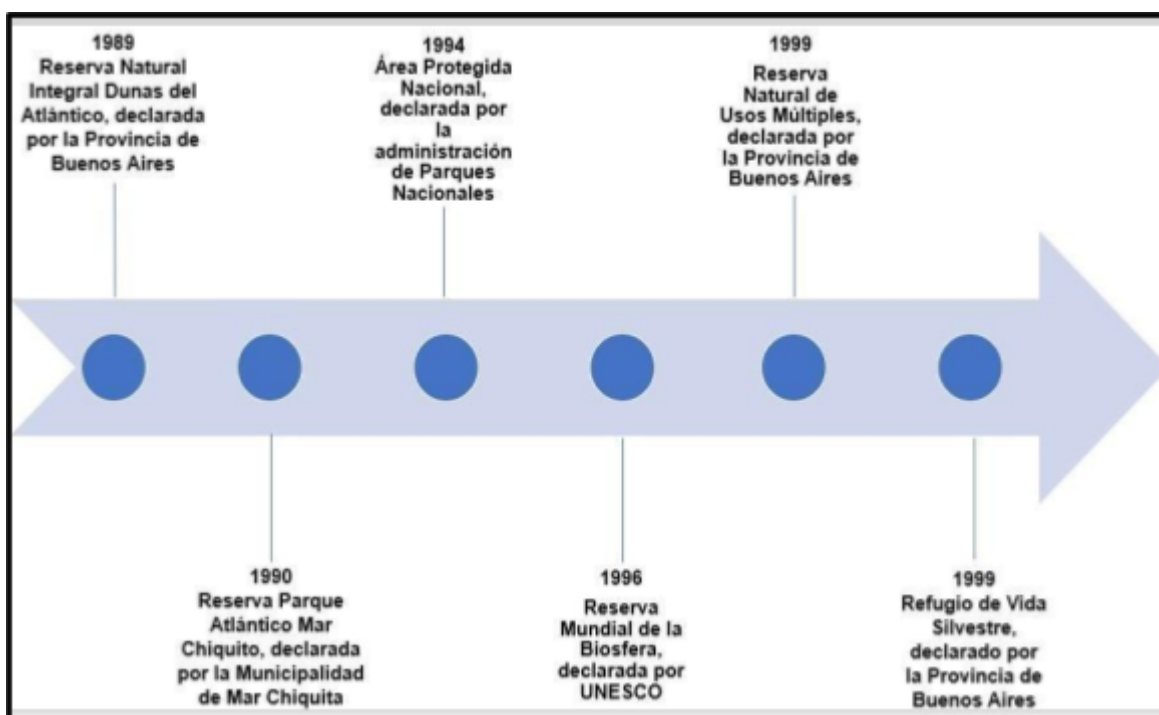 1989
Reserva Natural
Integral Dunas del
Atlántico, declarada
por la Provincia de
Buenos Aires
1990
Reserva Parque
Atlántico Mar
Chiquito, declarada
por la Municipalidad
de Mar Chiquita
1994
Área Protegida
Nacional,
declarada por
la
administración
de Parques
Nacionales
1996
Reserva
Mundial de la
Biosfera,
declarada por
UNESCO
1999
Reserva
Natural de
Usos Múltiples,
declarada por
la Provincia de
Buenos Aires
1999
Refugio de Vida
Silvestre,
declarado por
la Provincia de
Buenos Aires